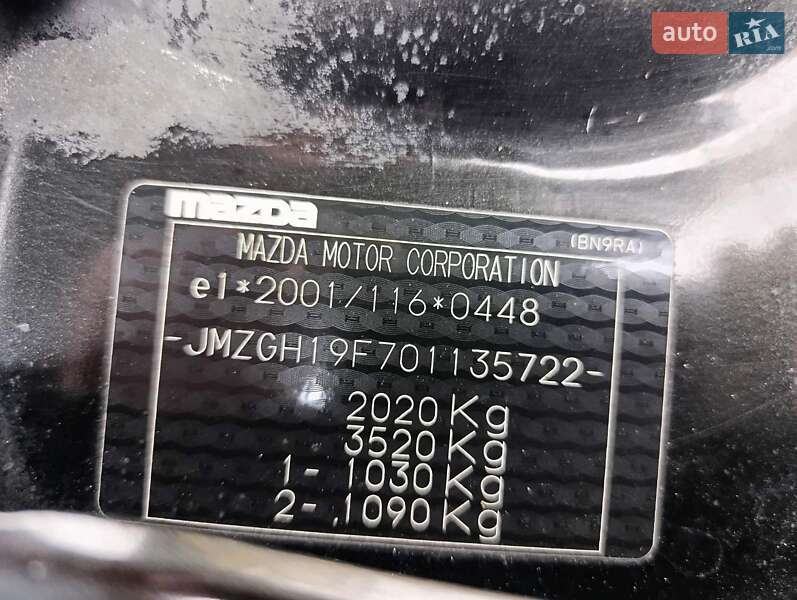 auto RIA.com
mazda
(BN9RA)
MAZDA MOTOR CORPORATION
e1*2001/116*0448
-JMZGH19F701135722-
2020 Kg
3520 Kg
1- 1030 Kg
2- 1090 Kg